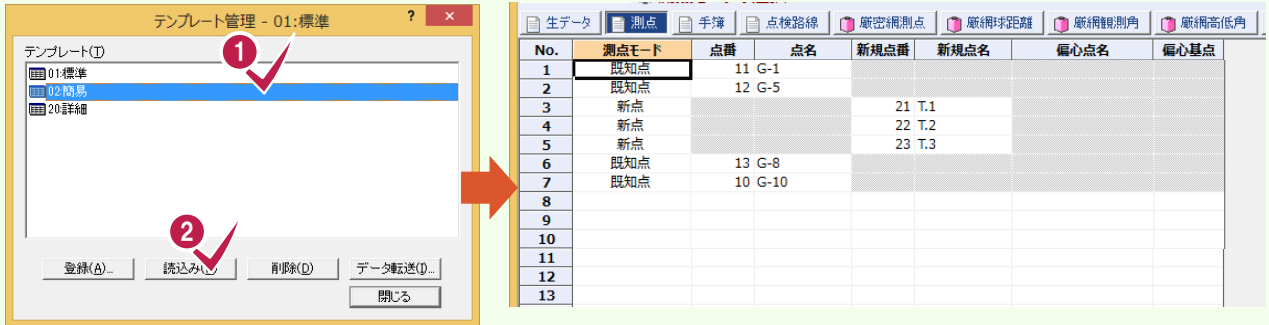 テンプレート管理 - 01:標準 ? ×
テンプレート(T)
1
01:標準
02:簡易
20:詳細
2
登録(A)... 読込み( 削除(D) データ転送(I)...
閉じる
生データ 測点 手簿 点検路線 厳密網測点 厳網球距離 厳網観測角 厳網高低角
No. 測点モード 点番 点名 新規点番 新規点名 偏心点名 偏心基点
1 既知点 11 G-1
2 既知点 12 G-5
3 新点 21 T.1
4 新点 22 T.2
5 新点 23 T.3
6 既知点 13 G-8
7 既知点 10 G-10
8
9
10
11
12
13